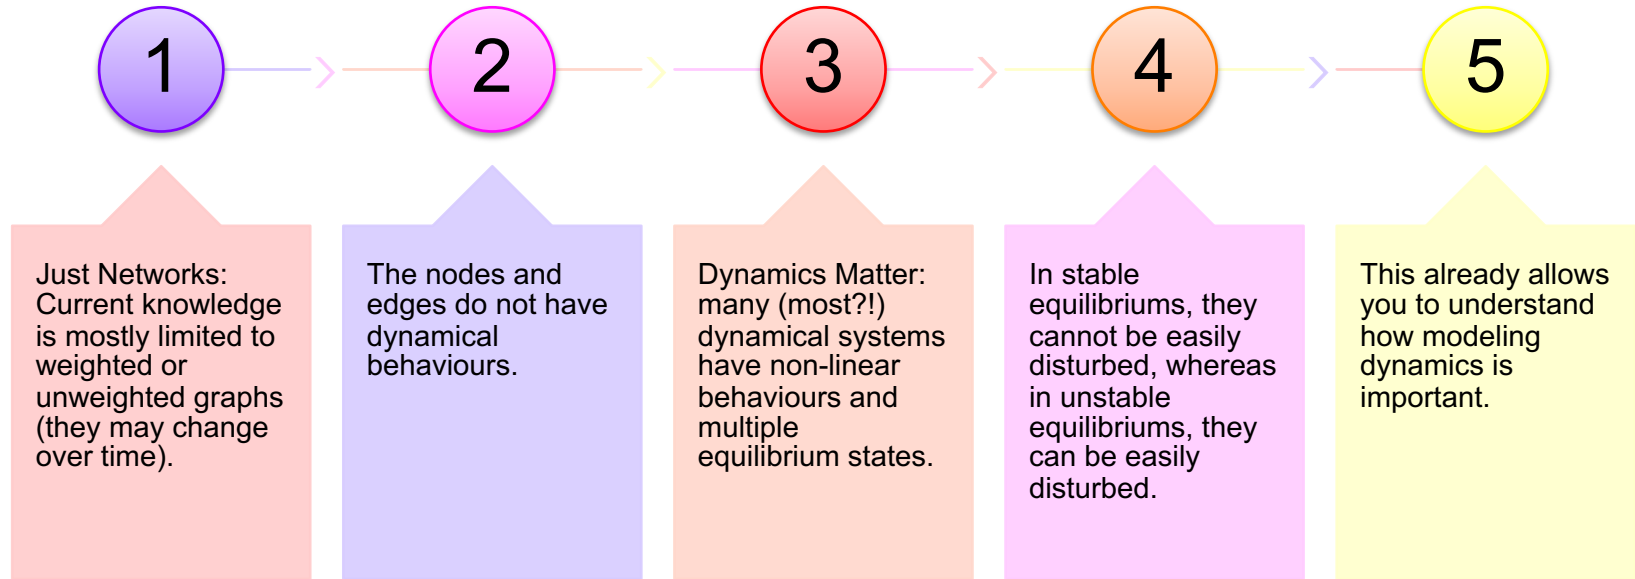 1
2
3
4
5
Just Networks:
Current knowledge
is mostly limited to
weighted or
unweighted graphs
(they may change
over time).
The nodes and
edges do not have
dynamical
behaviours.
Dynamics Matter:
many (most?!)
dynamical systems
have non-linear
behaviours and
multiple
equilibrium states.
In stable
equilibriums, they
cannot be easily
disturbed, whereas
in unstable
equilibriums, they
can be easily
disturbed.
This already allows
you to understand
how modeling
dynamics is
important.